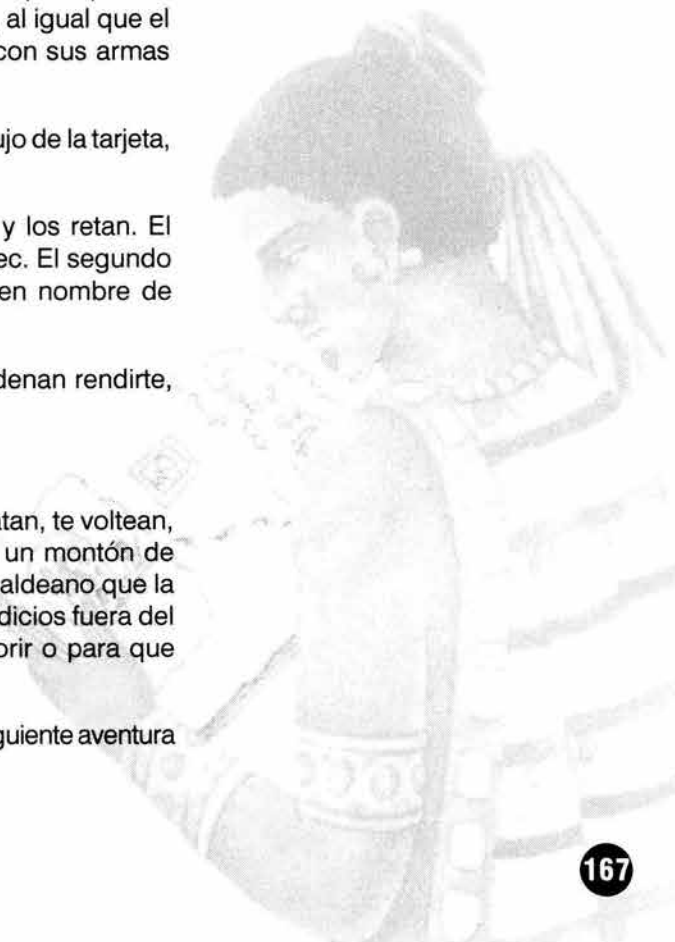 al igual que el
con sus armas
ujo de la tarjeta,
y los retan. El
ec. El segundo
en nombre de
denan rendirte,
atan, te voltean,
un montón de
aldeano que la
dicios fuera del
orir o para que
guiente aventura
167